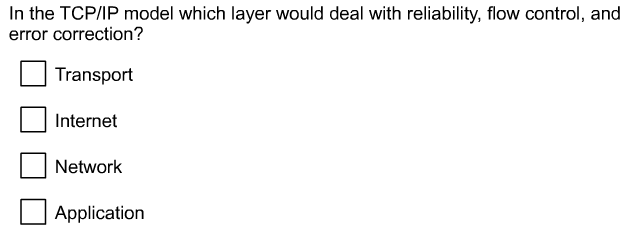 In the TCP/IP model which layer would deal with reliability, flow control, and
error correction?
Transport
Internet
Network
Application